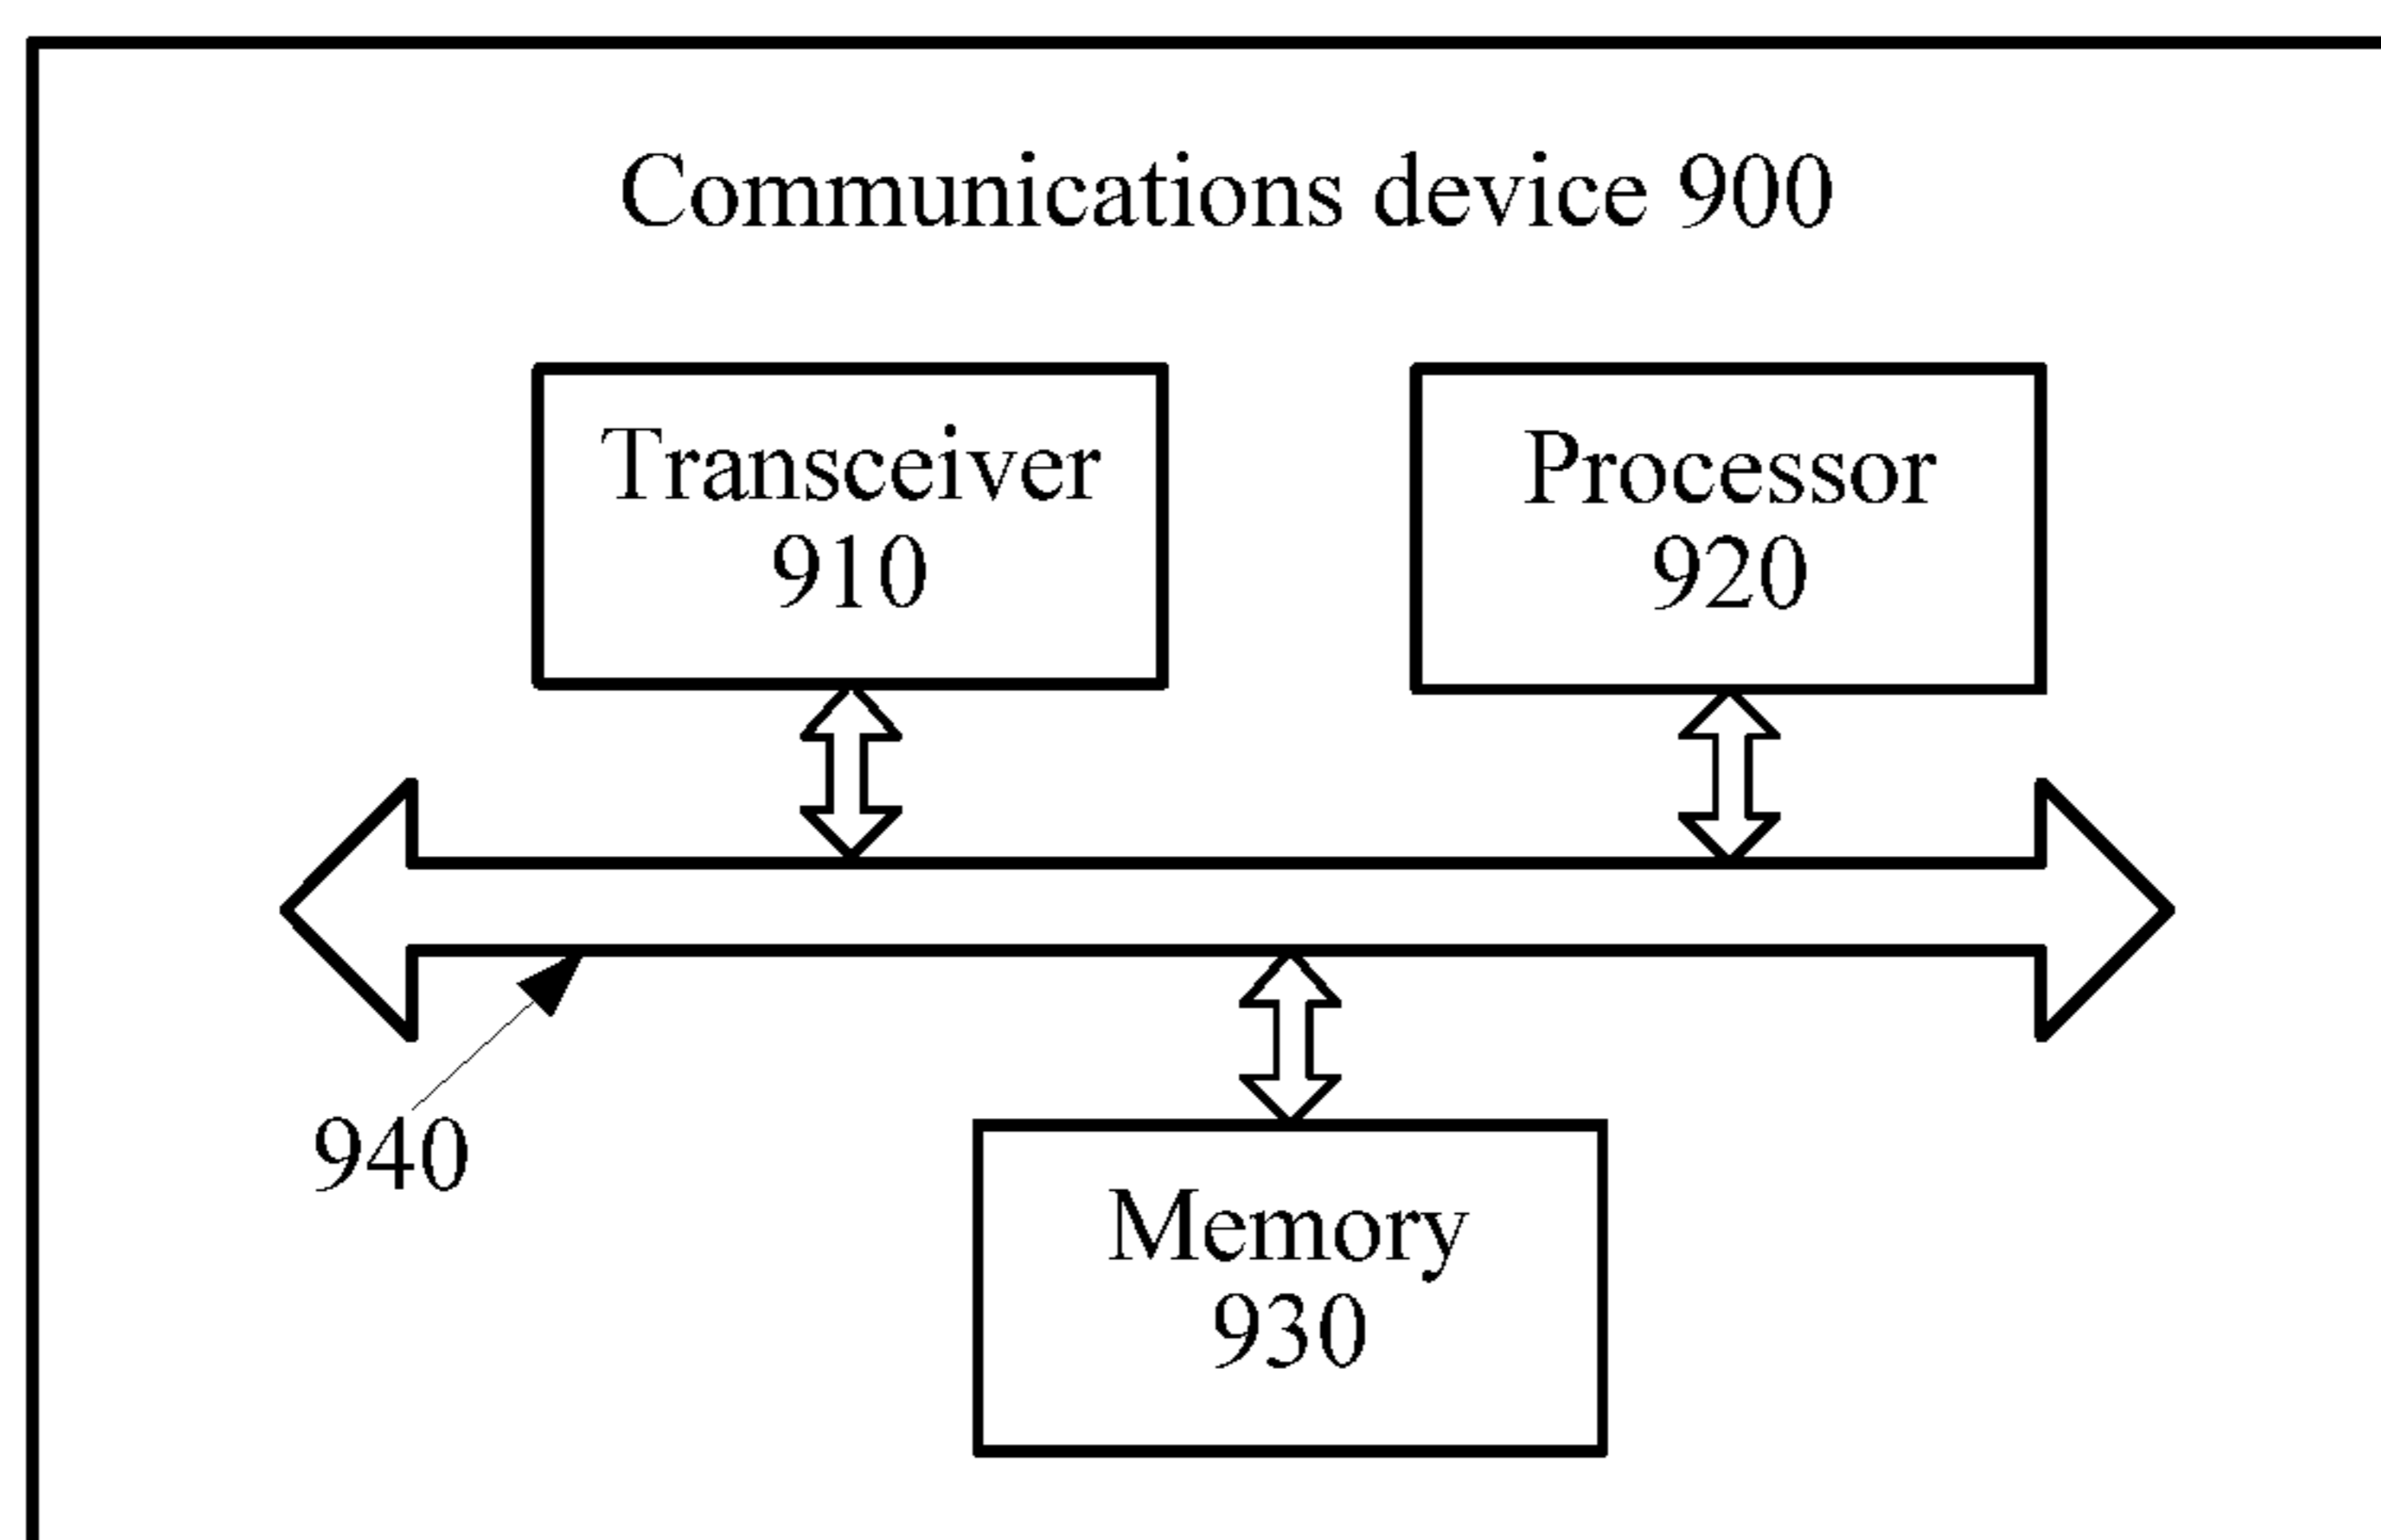 Communications device 900
Transceiver
910
Processor
920
940
Memory
930